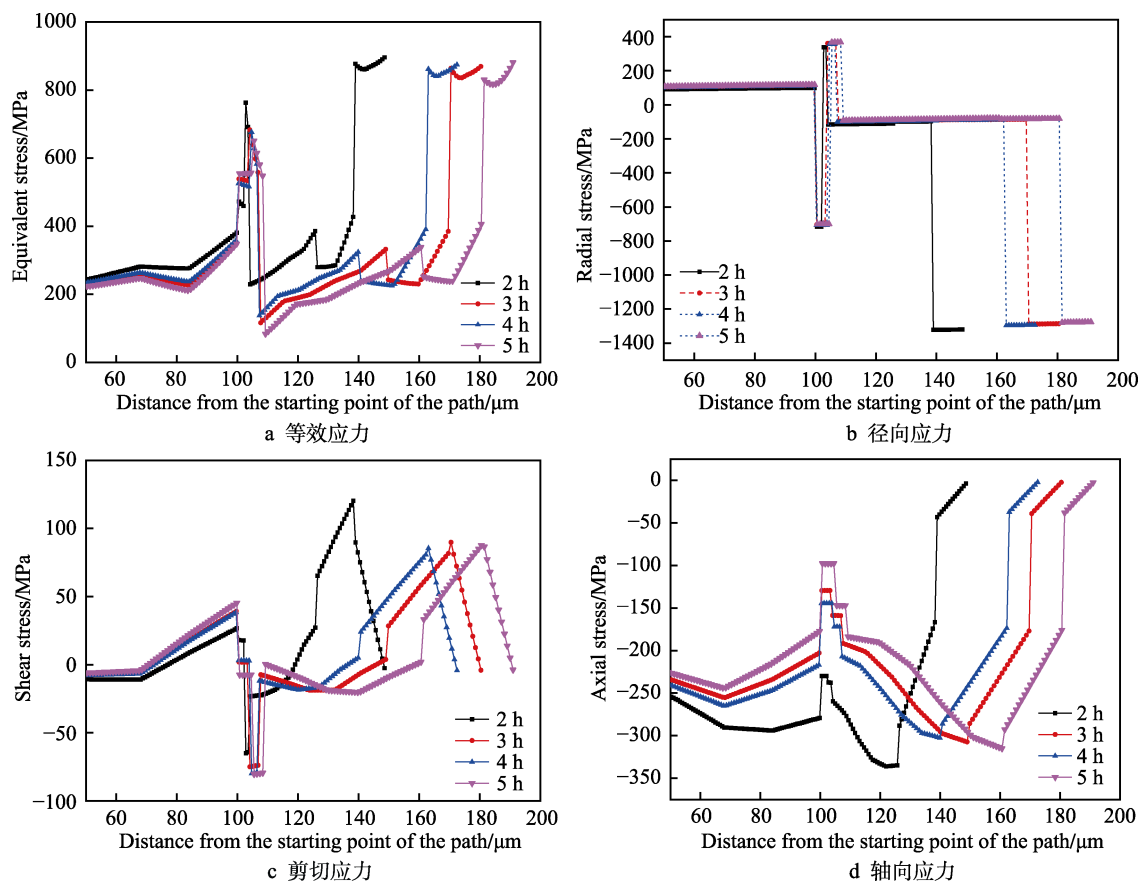 1000
800
600
400
200
0
Equivalent stress/MPa
2 h
3 h
4 h
5 h
60 80 100 120 140 160 180 200
Distance from the starting point of the path/μm
a 等效应力
400
200
0
−200
−400
−600
−800
−1000
−1200
−1400
Radial stress/MPa
2 h
3 h
4 h
5 h
60 80 100 120 140 160 180 200
Distance from the starting point of the path/μm
b 径向应力
150
100
50
0
−50
−100
Shear stress/MPa
2 h
3 h
4 h
5 h
60 80 100 120 140 160 180 200
Distance from the starting point of the path/μm
c 剪切应力
0
−50
−100
−150
−200
−250
−300
−350
Axial stress/MPa
2 h
3 h
4 h
5 h
60 80 100 120 140 160 180 200
Distance from the starting point of the path/μm
d 轴向应力